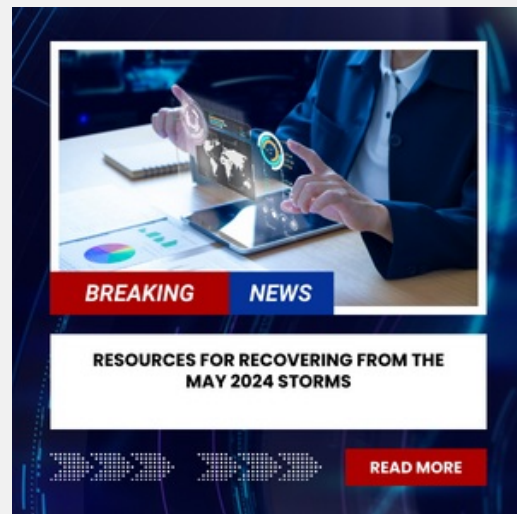 BREAKING NEWS
RESOURCES FOR RECOVERING FROM THE
MAY 2024 STORMS
READ MORE